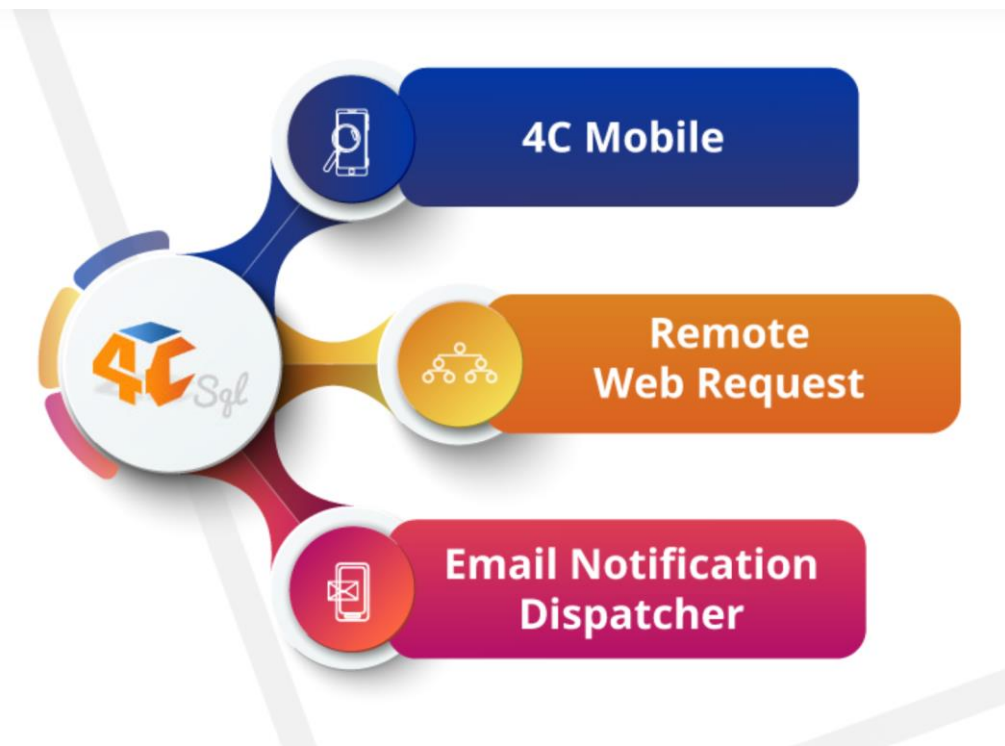 4C Mobile
4C Sql
Remote
Web Request
Email Notification
Dispatcher